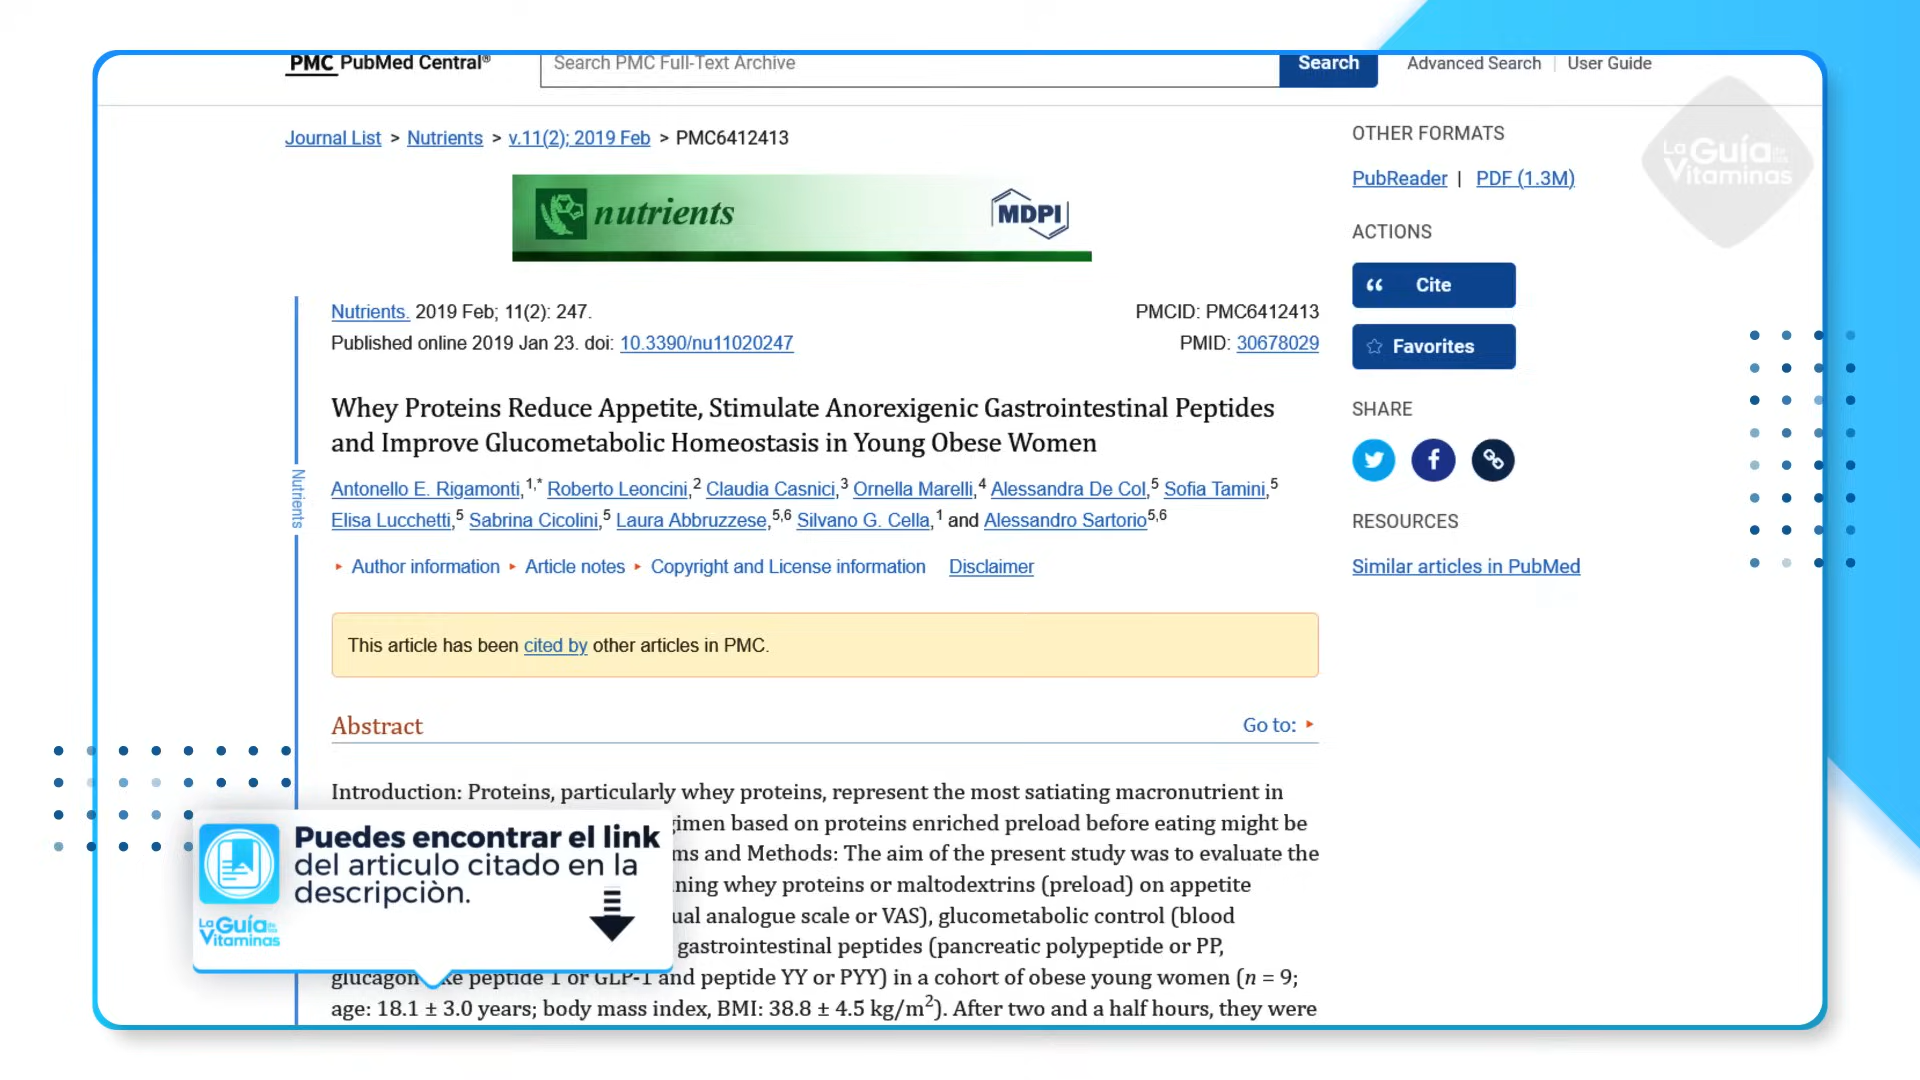 PMC PubMed Central®
Search PMC Full-Text Archive
Search
Advanced Search
User Guide
Journal List > Nutrients > v.11(2); 2019 Feb > PMC6412413
nutrients
MDPI
Nutrients. 2019 Feb; 11(2): 247.
PMCID: PMC6412413
Published online 2019 Jan 23. doi: 10.3390/nu11020247
PMID: 30678029
Whey Proteins Reduce Appetite, Stimulate Anorexigenic Gastrointestinal Peptides
and Improve Glucometabolic Homeostasis in Young Obese Women
Antonello E. Rigamonti,1,* Roberto Leoncini,2 Claudia Casnici,3 Ornella Marelli,4 Alessandra De Col,5 Sofia Tamini,5
Elisa Lucchetti,5 Sabrina Cicolini,5 Laura Abbruzzese,5,6 Silvano G. Cella,1 and Alessandro Sartorio5,6
Author information
Article notes
Copyright and License information
Disclaimer
This article has been cited by other articles in PMC.
Abstract
Go to:
Introduction: Proteins, particularly whey proteins, represent the most satiating macronutrient in
gimen based on proteins enriched preload before eating might be
ms and Methods: The aim of the present study was to evaluate the
ning whey proteins or maltodextrins (preload) on appetite
ual analogue scale or VAS), glucometabolic control (blood
gastrointestinal peptides (pancreatic polypeptide or PP,
glucagon-like peptide 1 or GLP-1 and peptide YY or PYY) in a cohort of obese young women (n = 9;
age: 18.1 ± 3.0 years; body mass index, BMI: 38.8 ± 4.5 kg/m2). After two and a half hours, they were
Nutrients
OTHER FORMATS
PubReader | PDF (1.3M)
ACTIONS
Cite
Favorites
SHARE
RESOURCES
Similar articles in PubMed
La Guía de las
Vitaminas
Puedes encontrar el link
del articulo citado en la
descripciòn.
La Guía de las
Vitaminas